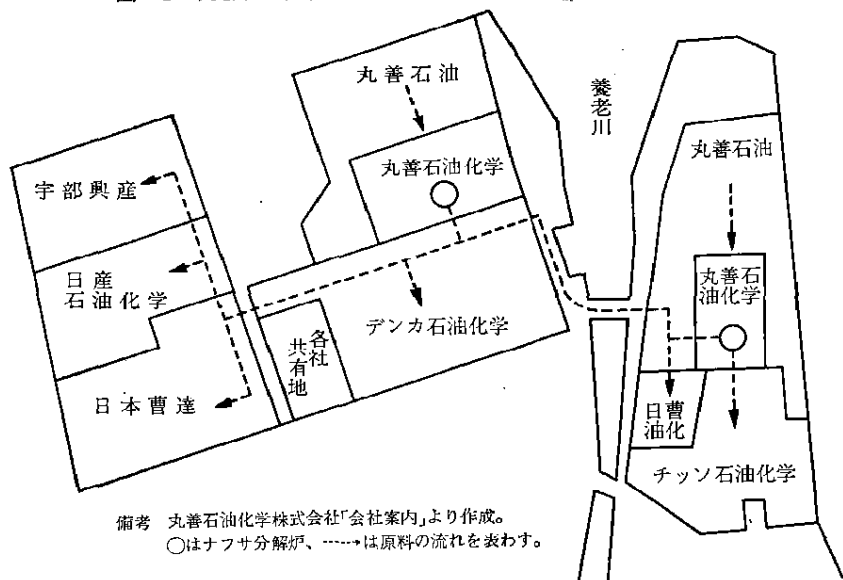 丸善石油
丸善石油化学
養老川
丸善石油
丸善石
油化学
宇部興産
日産
石油化学
デンカ石油化学
各社
共有地
日本曹達
日曹
油化
チッソ石油化学
備考 丸善石油化学株式会社「会社案内」より作成。
○はナフサ分解炉、-----→は原料の流れを表わす。